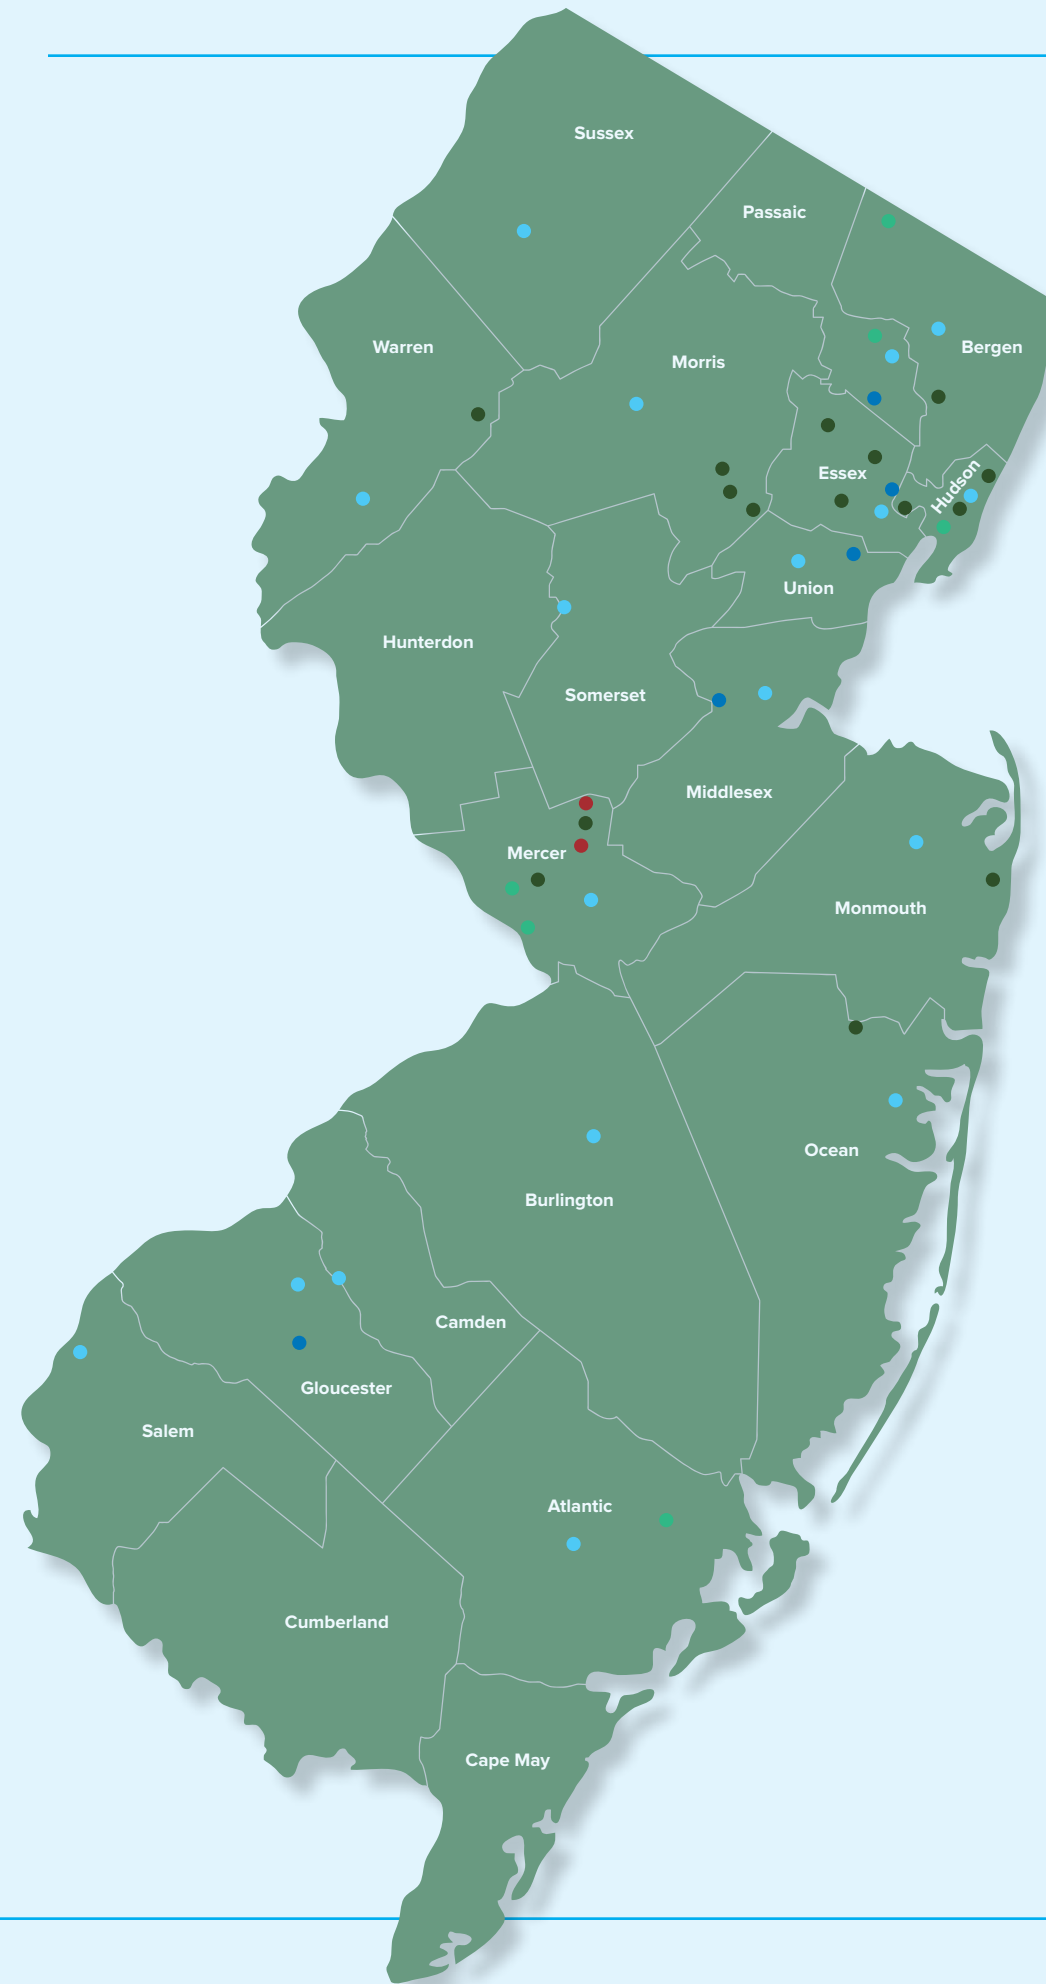 Sussex
Passaic
Warren
Bergen
Morris
Essex
Hudson
Union
Hunterdon
Somerset
Middlesex
Mercer
Monmouth
Ocean
Burlington
Camden
Gloucester
Salem
Atlantic
Cumberland
Cape May